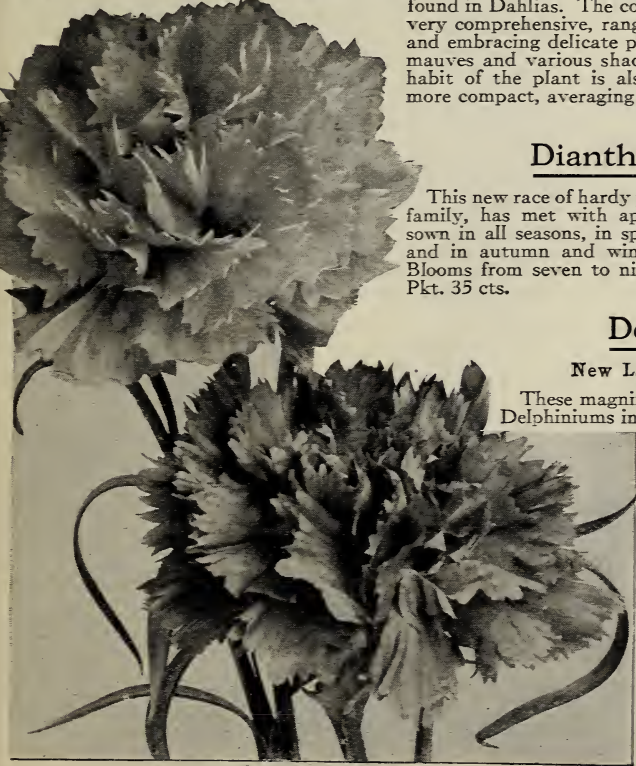 found in Dahlias. The co
very comprehensive, rang
and embracing delicate p
mauves and various shad
habit of the plant is als
more compact, averaging
Dianth
This new race of hardy
family, has met with ap
sown in all seasons, in sp
and in autumn and win
Blooms from seven to ni
Pkt. 35 cts.
De
New L
These magni
Delphiniums in